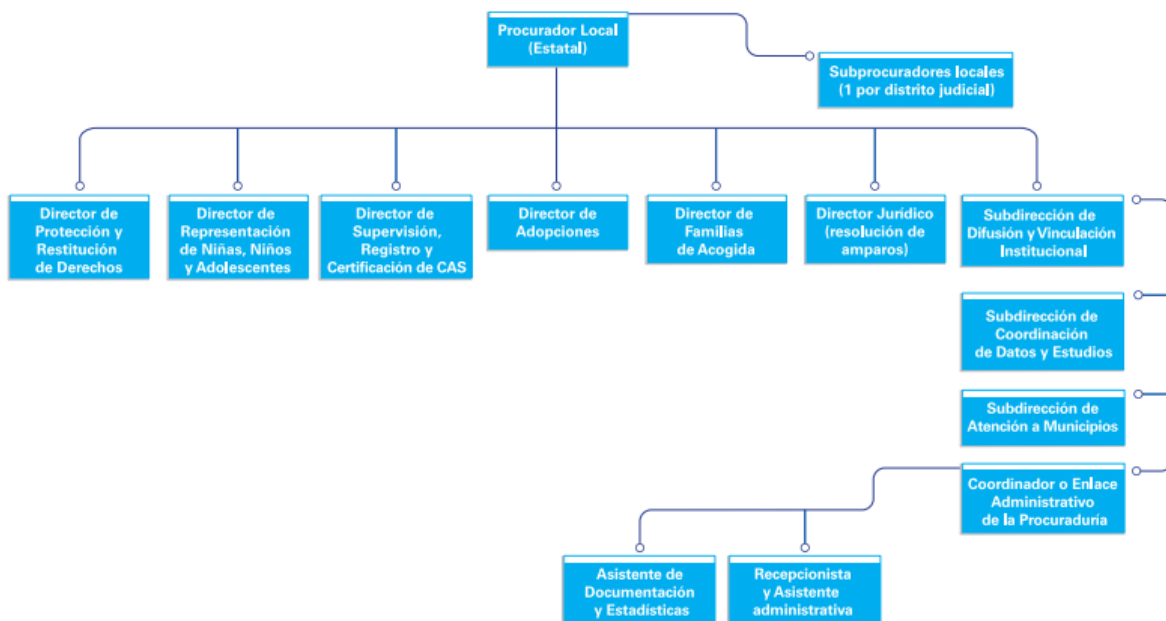 Procurador Local
(Estatal)
Subprocuradores locales
(1 por distrito judicial)
Director de
Protección y
Restitución
de Derechos
Director de
Representación
de Niñas, Niños
y Adolescentes
Director de
Supervisión,
Registro y
Certificación de CAS
Director de
Adopciones
Director de
Familias
de Acogida
Director Jurídico
(resolución de
amparos)
Subdirección de
Difusión y Vinculación
Institucional
Subdirección de
Coordinación
de Datos y Estudios
Subdirección de
Atención a Municipios
Coordinador o Enlace
Administrativo
de la Procuraduría
Asistente de
Documentación
y Estadísticas
Recepcionista
y Asistente
administrativa